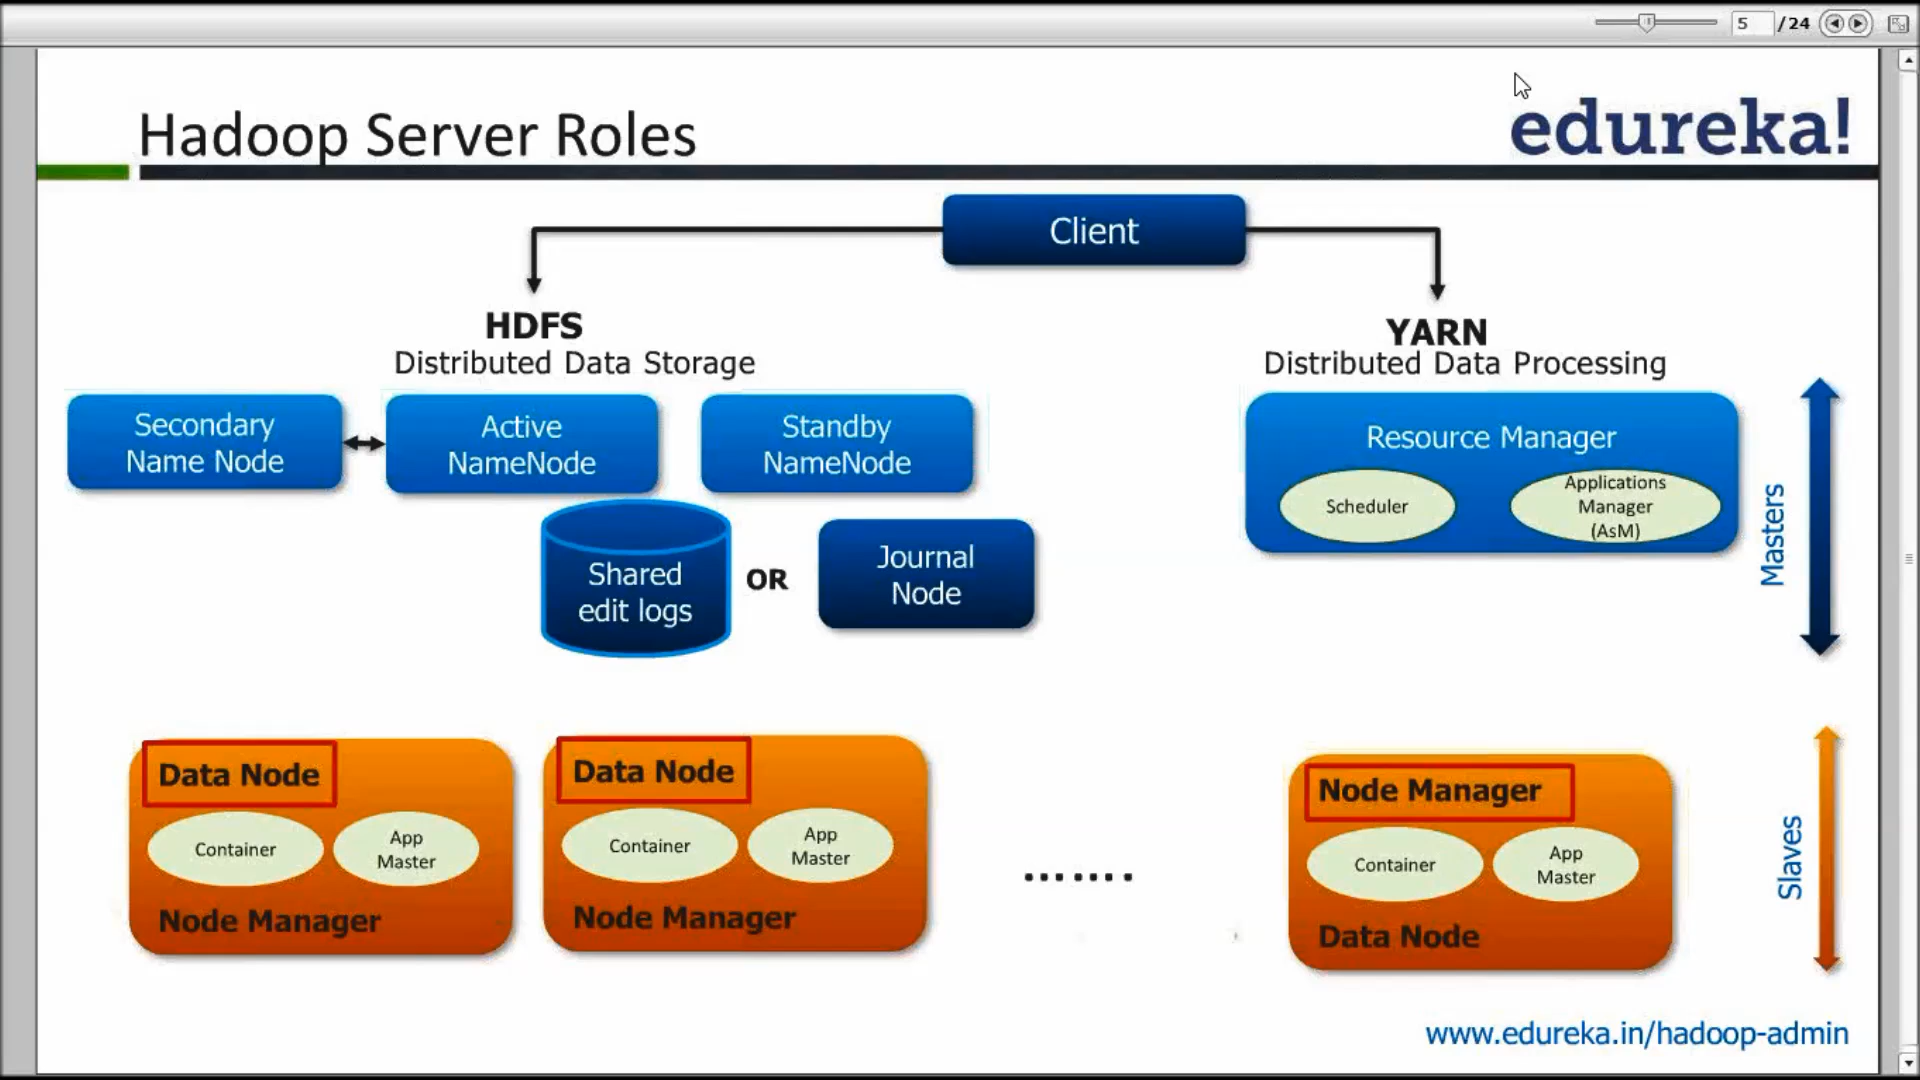 5 / 24
Hadoop Server Roles
edureka!
Client
HDFS
Distributed Data Storage
YARN
Distributed Data Processing
Secondary
Name Node
Active
NameNode
Standby
NameNode
Shared
edit logs
OR
Journal
Node
Resource Manager
Scheduler
Applications
Manager
(AsM)
Masters
Data Node
Container
App
Master
Node Manager
Data Node
Container
App
Master
Node Manager
.......
Node Manager
Container
App
Master
Data Node
Slaves
www.edureka.in/hadoop-admin